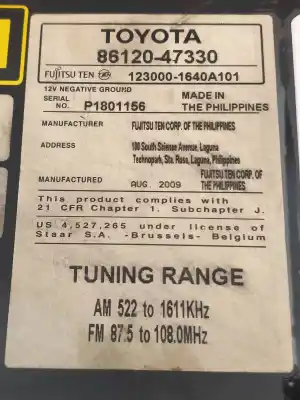 TOYOTA
86120-47330
FUJITSU TEN 123000-1640A101
12V NEGATIVE GROUND
SERIAL NO. P1801156 MADE IN THE PHILIPPINES
MANUFACTURER FUJITSU TEN CORP. OF THE PHILIPPINES
ADDRESS 100 South Science Avenue, Laguna
Technopark, Sta. Rosa, Laguna, Philippines
MANUFACTURED AUG. 2009 FUJITSU TEN CORP. OF THE PHILIPPINES
This product complies with
21 CFR Chapter 1. Subchapter J.
US 4,527,265 under license of
Staar S.A. -Brussels- Belgium
TUNING RANGE
AM 522 to 1611KHz
FM 87.5 to 108.0MHz